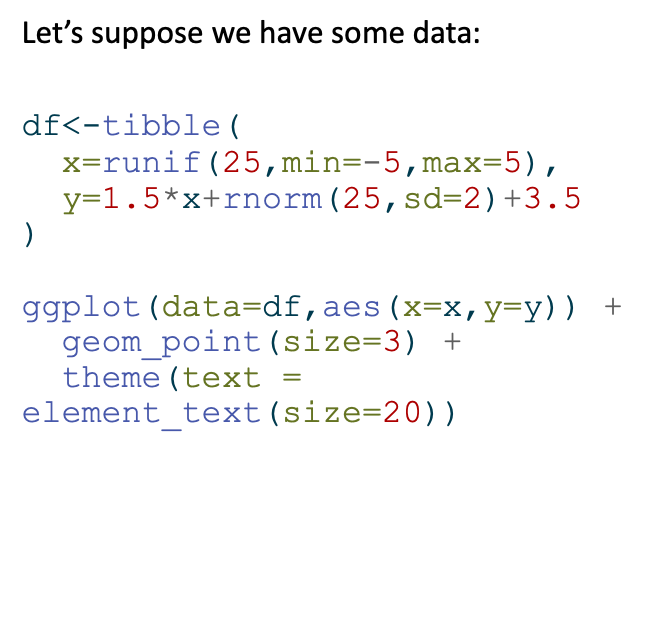 Let’s suppose we have some data:
df<-tibble(
  x=runif(25,min=-5,max=5),
  y=1.5*x+rnorm(25,sd=2)+3.5
)
ggplot(data=df,aes(x=x,y=y)) +
  geom_point(size=3) +
  theme(text =
element_text(size=20))